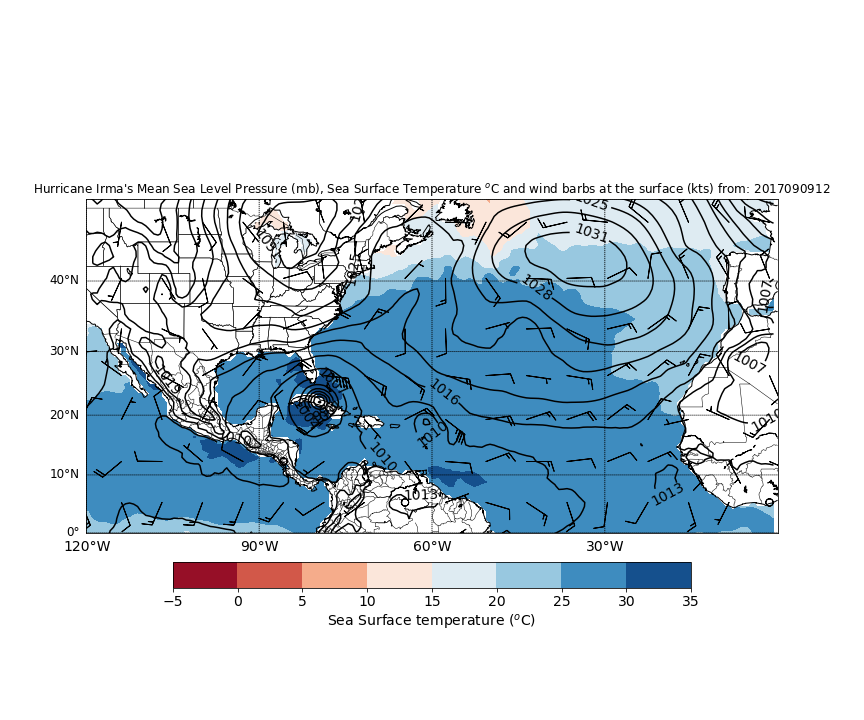 Hurricane Irma's Mean Sea Level Pressure (mb), Sea Surface Temperature °C and wind barbs at the surface (kts) from: 2017090912
1025
1031
1028
1007
1007
1016
1010
1010
1010
1013
1013
40°N
30°N
20°N
10°N
0°
120°W
90°W
60°W
30°W
−5
0
5
10
15
20
25
30
35
Sea Surface temperature (°C)